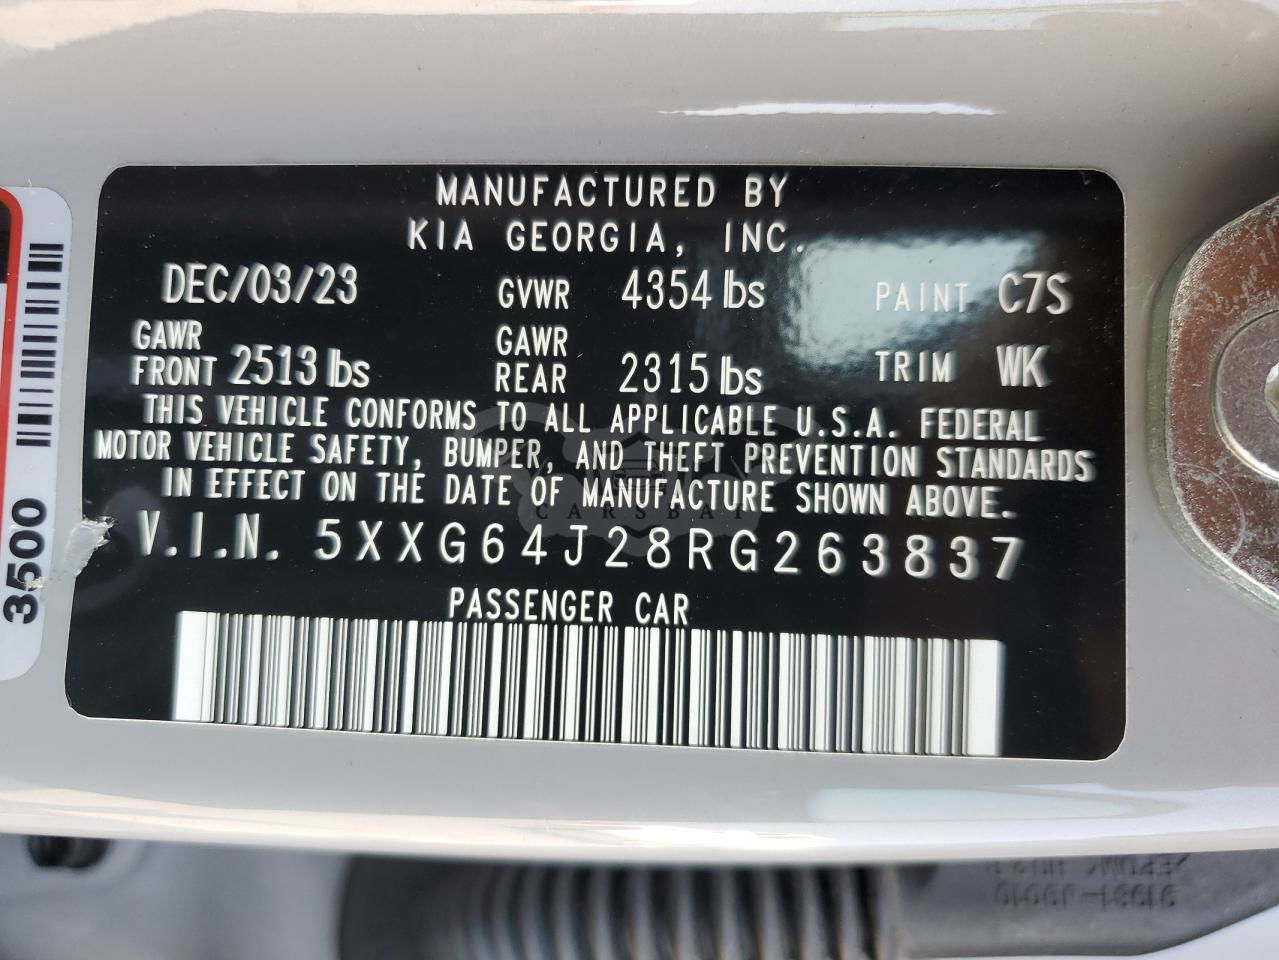 MANUFACTURED BY
KIA GEORGIA, INC.
DEC/03/23 GVWR 4354 lbs PAINT C7S
GAWR FRONT 2513 lbs GAWR REAR 2315 lbs TRIM WK
THIS VEHICLE CONFORMS TO ALL APPLICABLE U.S.A. FEDERAL
MOTOR VEHICLE SAFETY, BUMPER, AND THEFT PREVENTION STANDARDS
IN EFFECT ON THE DATE OF MANUFACTURE SHOWN ABOVE.
CARSBAT
V.I.N. 5XXG64J28RG263837
PASSENGER CAR
3500